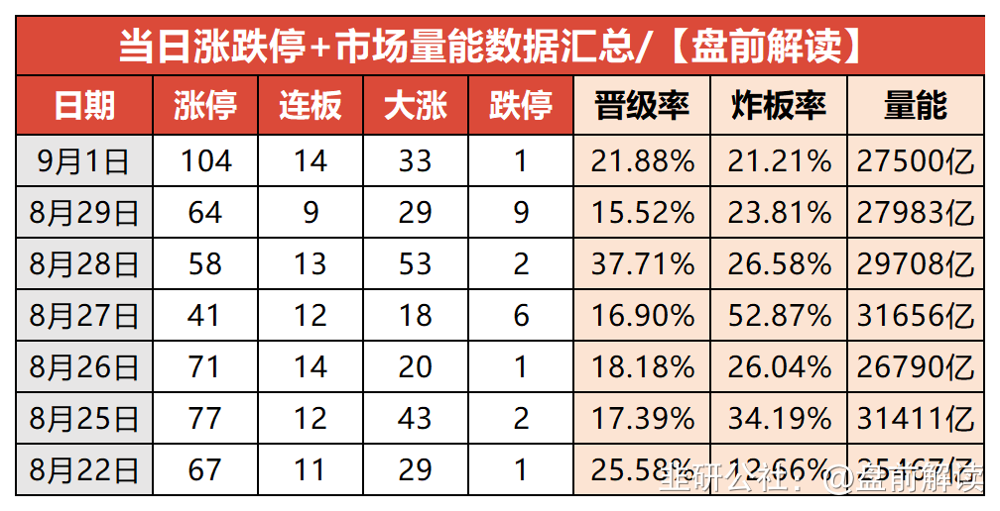 当日涨跌停+市场量能数据汇总/【盘前解读】
日期 涨停 连板 大涨 跌停 晋级率 炸板率 量能
9月1日 104 14 33 1 21.88% 21.21% 27500亿
8月29日 64 9 29 9 15.52% 23.81% 27983亿
8月28日 58 13 53 2 37.71% 26.58% 29708亿
8月27日 41 12 18 6 16.90% 52.87% 31656亿
8月26日 71 14 20 1 18.18% 26.04% 26790亿
8月25日 77 12 43 2 17.39% 34.19% 31411亿
8月22日 67 11 29 1 25.58% 12.66% 25467亿
韭研公社、@盘前解读